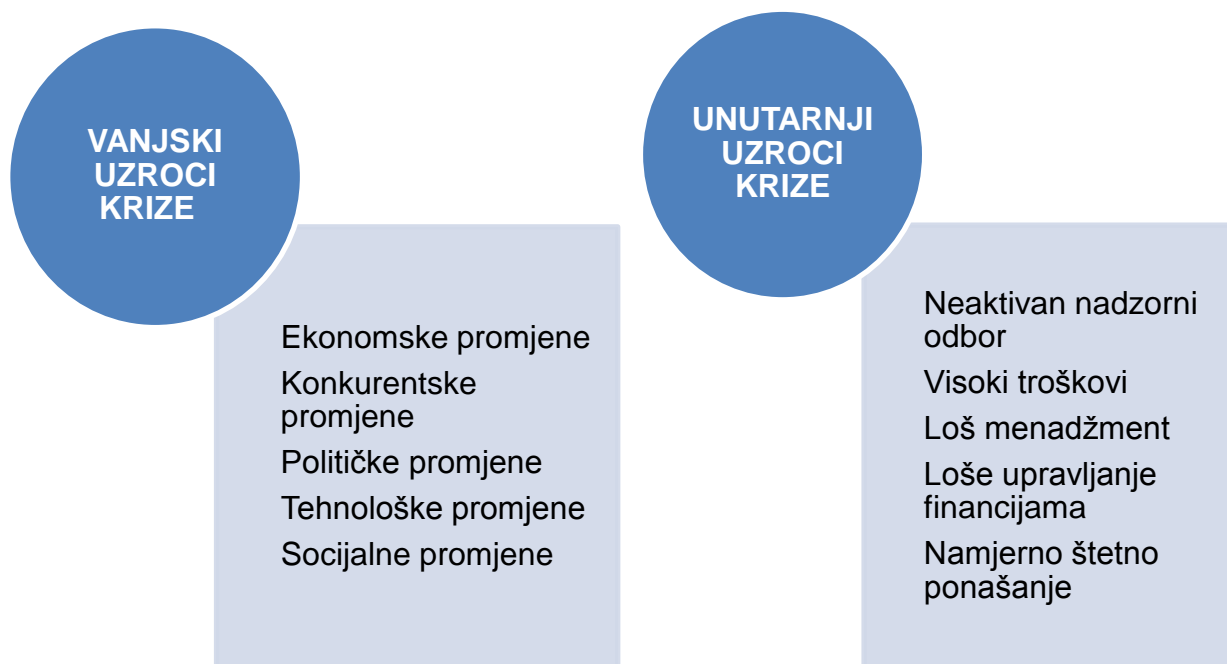 VANJSKI
UZROCI
KRIZE
Ekonomske promjene
Konkurentske
promjene
Političke promjene
Tehnološke promjene
Socijalne promjene
UNUTARNJI
UZROCI
KRIZE
Neaktivan nadzorni
odbor
Visoki troškovi
Loš menadžment
Loše upravljanje
financijama
Namjerno štetno
ponašanje